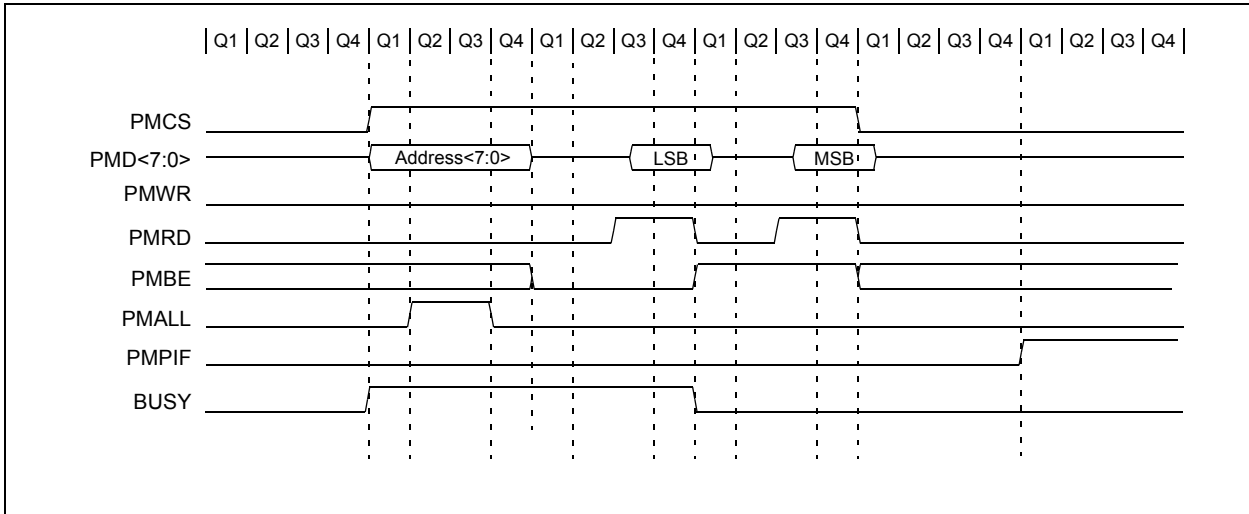 Q1 Q2 Q3 Q4 Q1 Q2 Q3 Q4 Q1 Q2 Q3 Q4 Q1 Q2 Q3 Q4 Q1 Q2 Q3 Q4 Q1 Q2 Q3 Q4
PMCS
PMD<7:0> Address<7:0> LSB MSB
PMWR
PMRD
PMBE
PMALL
PMPIF
BUSY